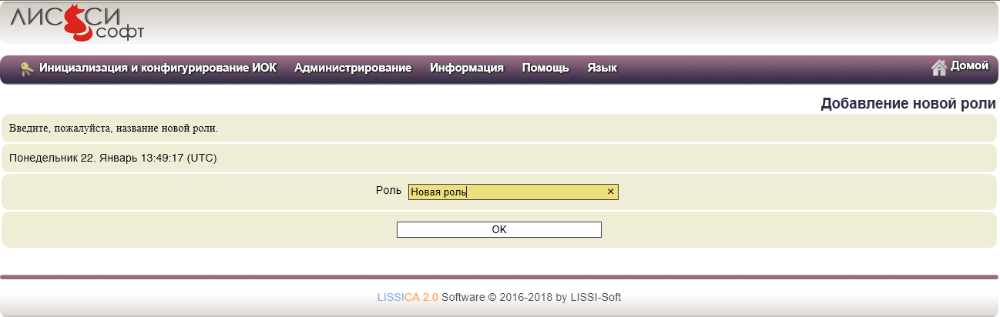 ЛИССИ
софт
Инициализация и конфигурирование ИОК Администрирование Информация Помощь Язык Домой
Добавление новой роли
Введите, пожалуйста, название новой роли.
Понедельник 22. Январь 13:49:17 (UTC)
Роль Новая роль ×
OK
LISSICA 2.0 Software © 2016-2018 by LISSI-Soft